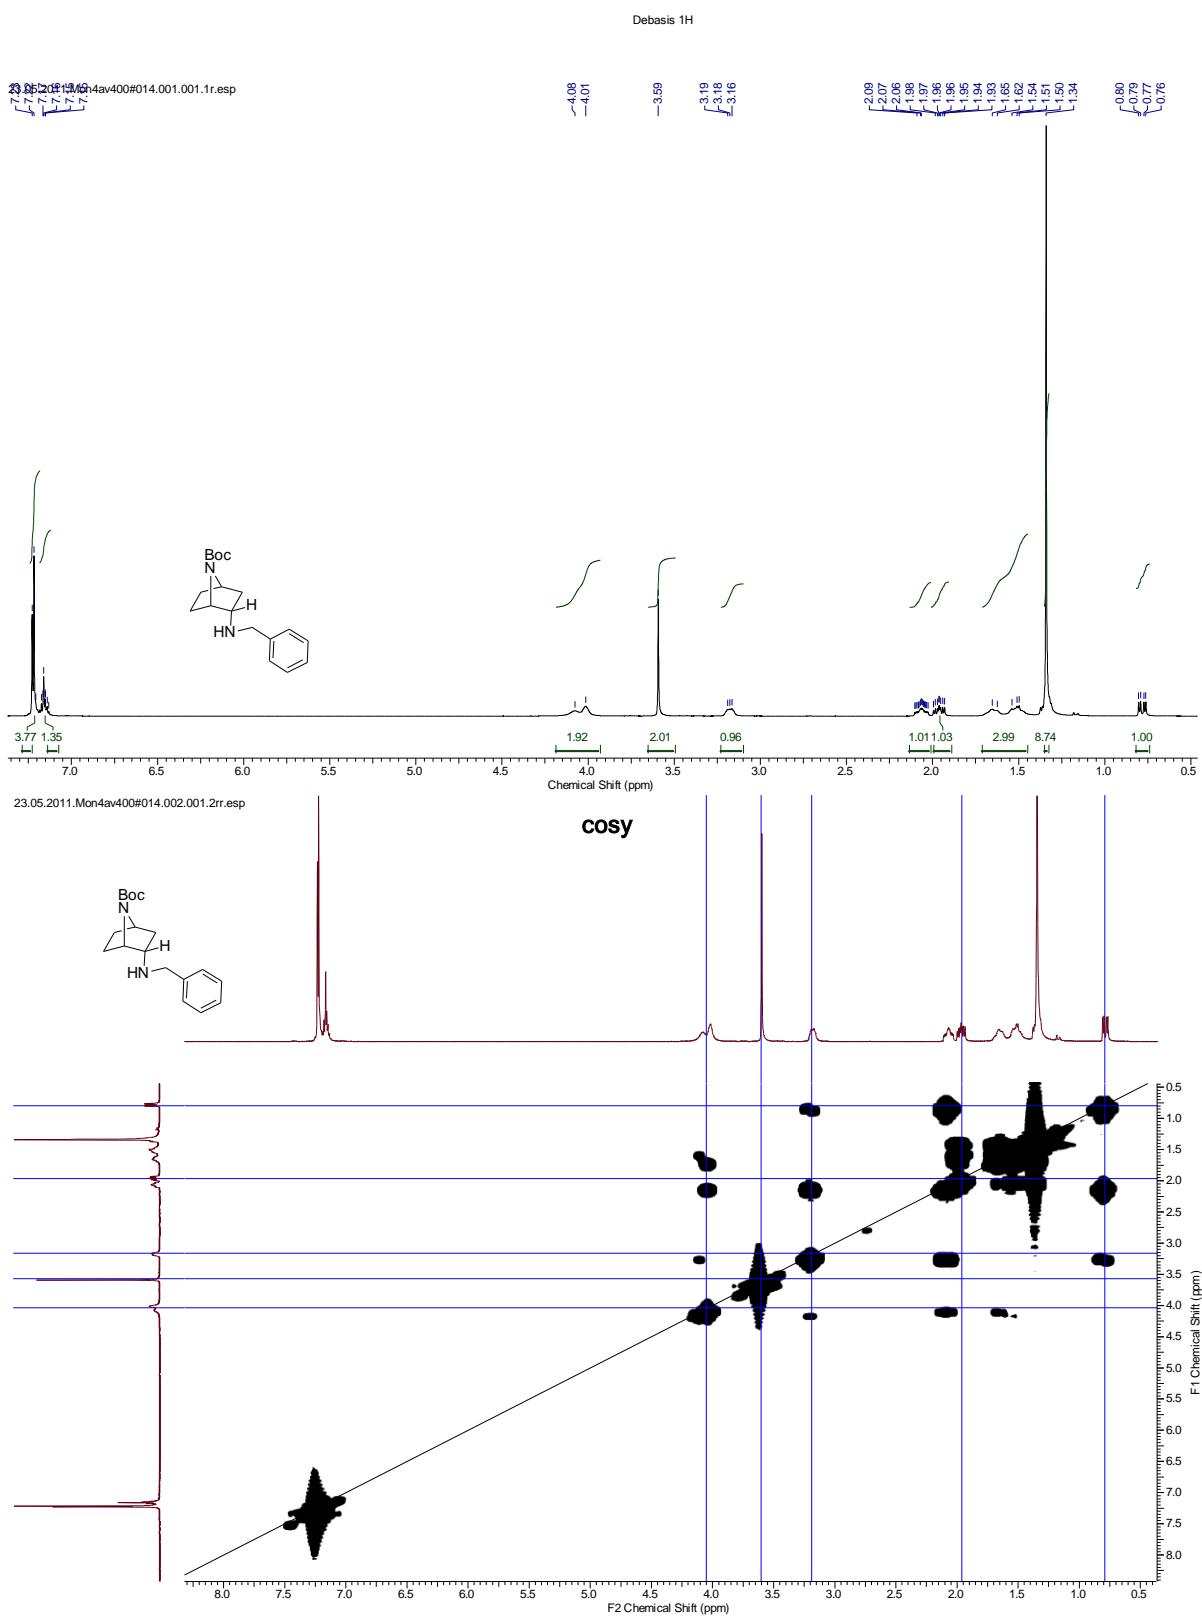 Debasis 1H
23.05.2011.Mon4av400#014.001.001.1r.esp
4.08
4.01
3.59
3.19
3.18
3.16
2.09
2.07
2.06
1.98
1.97
1.96
1.96
1.95
1.94
1.93
1.65
1.62
1.54
1.51
1.50
1.34
0.80
0.79
0.77
0.76
Boc
N
H
HN
3.77 1.35 1.92 2.01 0.96 1.01 1.03 2.99 8.74 1.00
7.0 6.5 6.0 5.5 5.0 4.5 4.0 3.5 3.0 2.5 2.0 1.5 1.0 0.5
Chemical Shift (ppm)
23.05.2011.Mon4av400#014.002.001.2rr.esp
cosy
Boc
N
H
HN
0.5
1.0
1.5
2.0
2.5
3.0
3.5
4.0
4.5
5.0
5.5
6.0
6.5
7.0
7.5
8.0
F1 Chemical Shift (ppm)
8.0 7.5 7.0 6.5 6.0 5.5 5.0 4.5 4.0 3.5 3.0 2.5 2.0 1.5 1.0 0.5
F2 Chemical Shift (ppm)